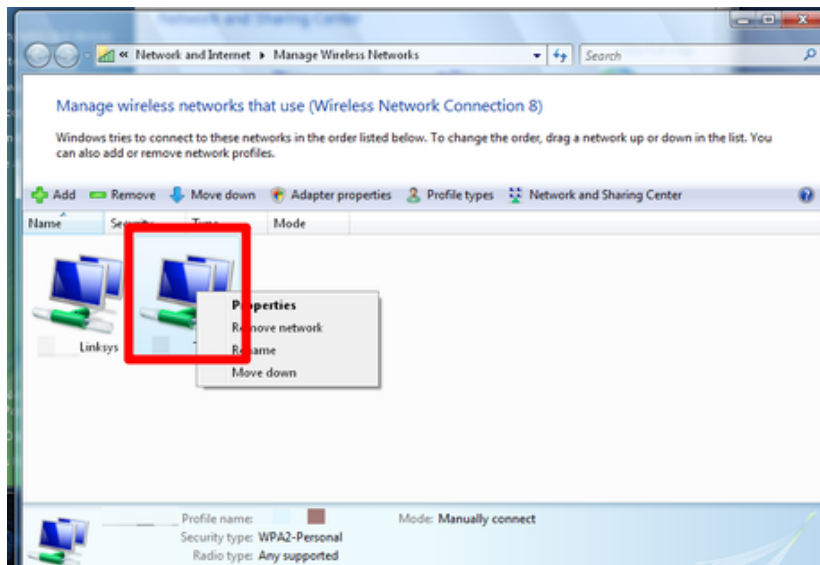 Network and Sharing Center
« Network and Internet ▸ Manage Wireless Networks
Search
Manage wireless networks that use (Wireless Network Connection 8)
Windows tries to connect to these networks in the order listed below. To change the order, drag a network up or down in the list. You
can also add or remove network profiles.
Add Remove Move down Adapter properties Profile types Network and Sharing Center
Name Security Type Mode
Properties
Remove network
Linksys
Rename
Move down
Profile name: Mode: Manually connect
Security type: WPA2-Personal
Radio type: Any supported